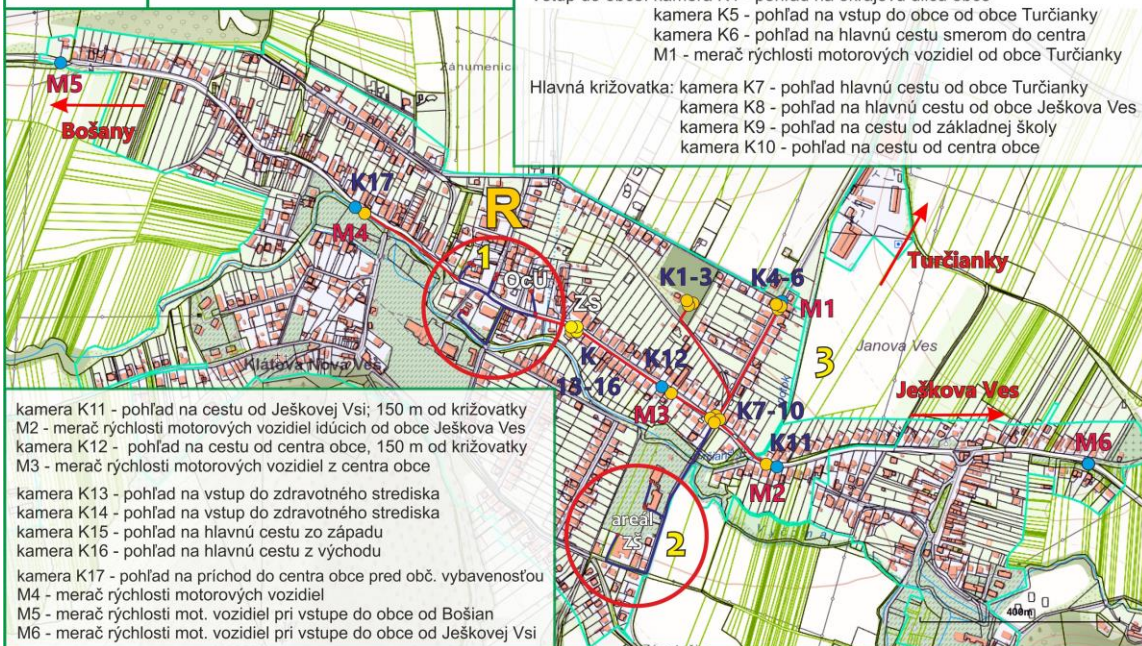 kamera K5 - pohľad na vstup do obce od obce Turčianky
kamera K6 - pohľad na hlavnú cestu smerom do centra
M1 - merač rýchlosti motorových vozidiel od obce Turčianky
Hlavná križovatka: kamera K7 - pohľad hlavnú cestu od obce Turčianky
kamera K8 - pohľad na hlavnú cestu od obce Ješkova Ves
kamera K9 - pohľad na cestu od základnej školy
kamera K10 - pohľad na cestu od centra obce
Záhumenica
M5
Bošany
K17
M4
R
1
OcÚ
ZS
K1-3
K4-6
M1
Turčianky
3
Janova Ves
Klátova Nova Ves
K
13-16
K12
M3
K7-10
K11
M2
Ješkova Ves
M6
areál
ZŠ
2
400m
kamera K11 - pohľad na cestu od Ješkovej Vsi; 150 m od križovatky
M2 - merač rýchlosti motorových vozidiel idúcich od obce Ješkova Ves
kamera K12 - pohľad na cestu od centra obce, 150 m od križovatky
M3 - merač rýchlosti motorových vozidiel z centra obce
kamera K13 - pohľad na vstup do zdravotného strediska
kamera K14 - pohľad na vstup do zdravotného strediska
kamera K15 - pohľad na hlavnú cestu zo západu
kamera K16 - pohľad na hlavnú cestu z východu
kamera K17 - pohľad na príchod do centra obce pred obč. vybavenosťou
M4 - merač rýchlosti motorových vozidiel
M5 - merač rýchlosti mot. vozidiel pri vstupe do obce od Bošian
M6 - merač rýchlosti mot. vozidiel pri vstupe do obce od Ješkovej Vsi